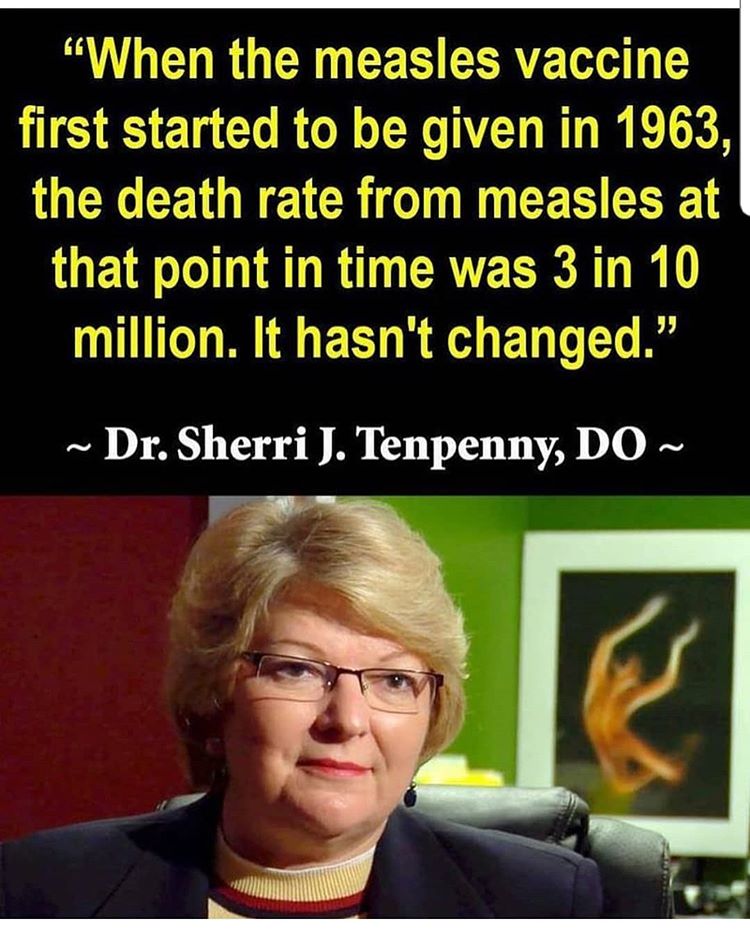 “When the measles vaccine
first started to be given in 1963,
the death rate from measles at
that point in time was 3 in 10
million. It hasn't changed.”
~ Dr. Sherri J. Tenpenny, DO ~